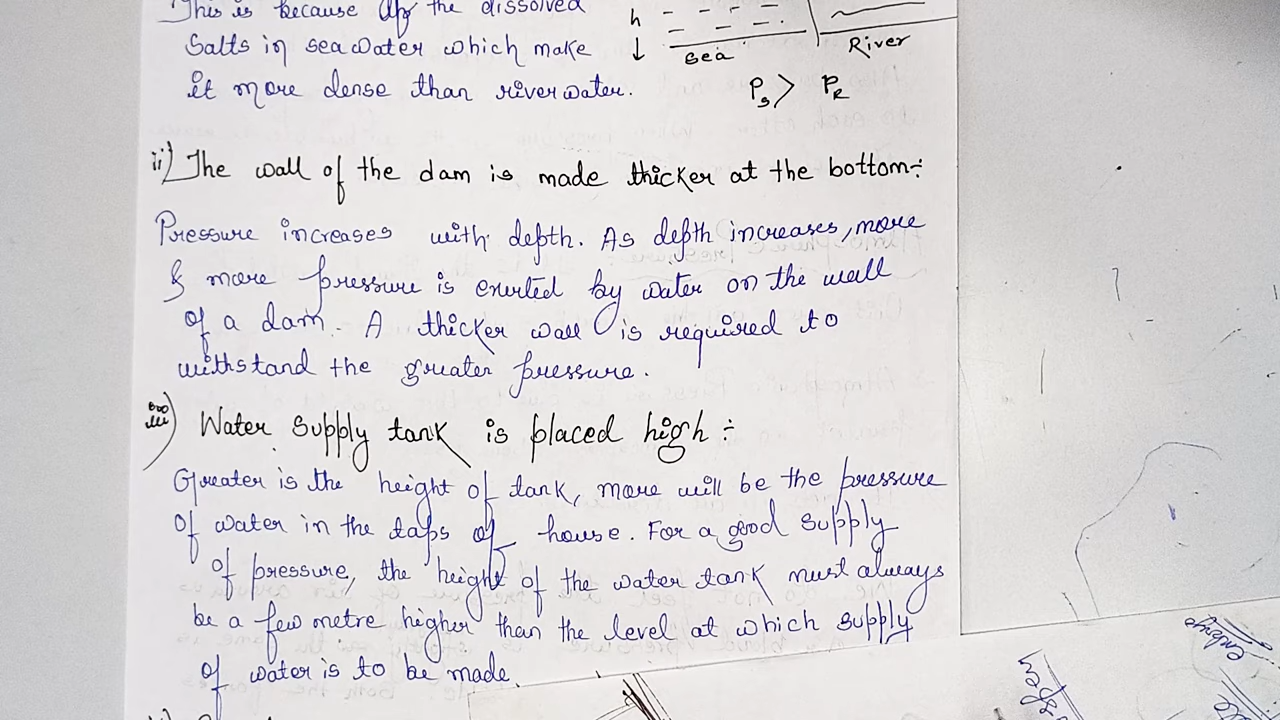 This is because of the dissolved
Salts in sea water which make
it more dense than river water.
h
↓
Sea
River
Ps > PR
ii) The wall of the dam is made thicker at the bottom÷
Pressure increases with depth. As depth increases, more
& more pressure is exerted by water on the wall
of a dam. A thicker wall is required to
withstand the greater pressure.
iii) Water supply tank is placed high ÷
Greater is the height of tank, more will be the pressure
of water in the taps of house. For a good supply
of pressure, the height of the water tank must always
be a few metre higher than the level at which supply
of water is to be made.